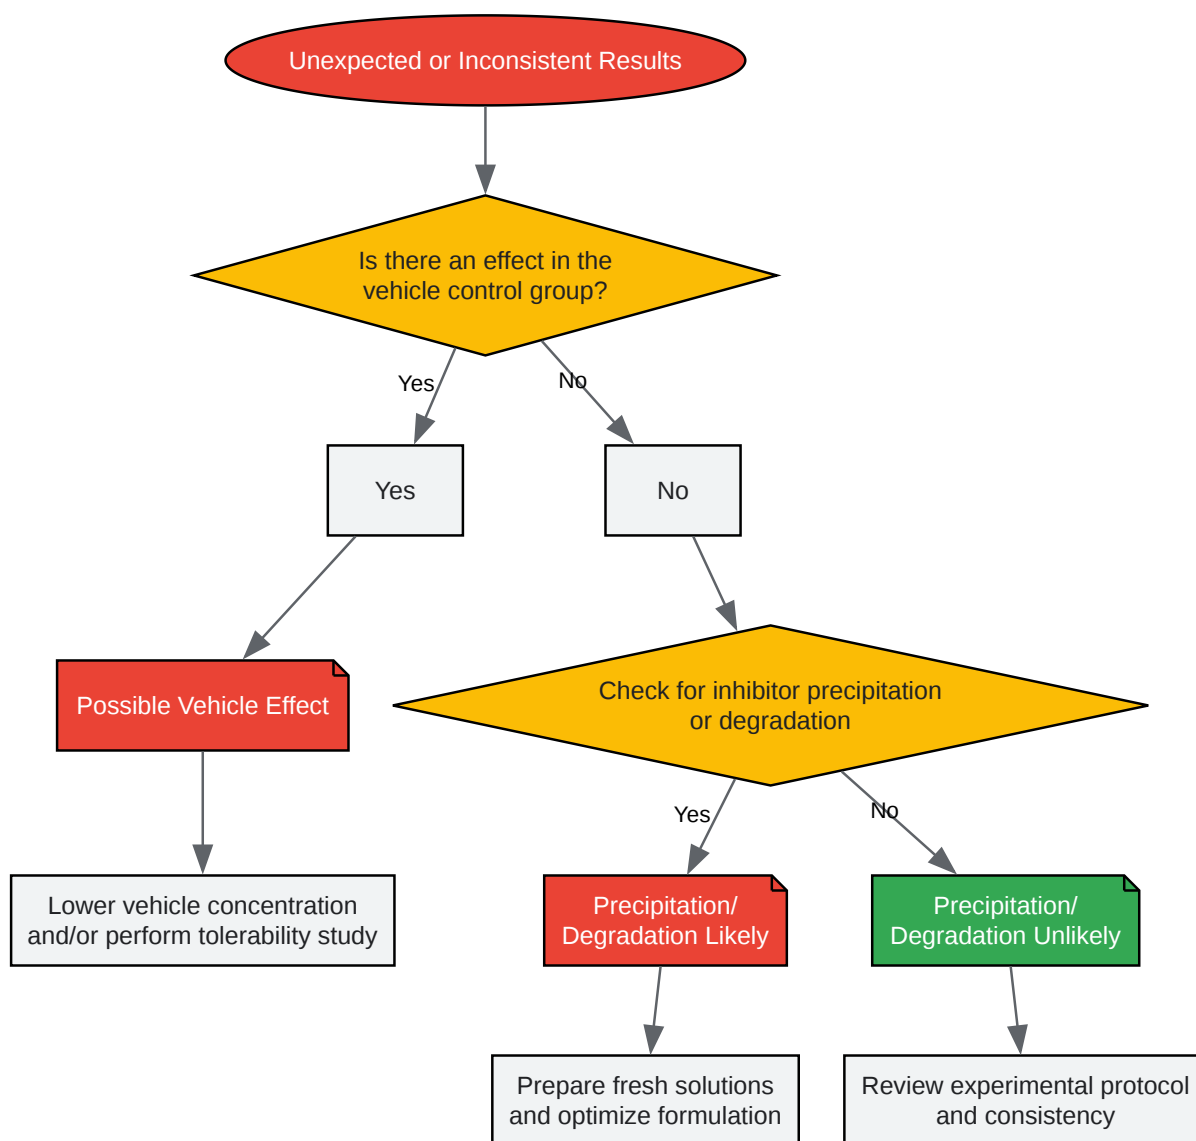 Unexpected or Inconsistent Results
Is there an effect in the
vehicle control group?
Yes
No
Yes
No
Possible Vehicle Effect
Check for inhibitor precipitation
or degradation
Yes
No
Lower vehicle concentration
and/or perform tolerability study
Precipitation/
Degradation Likely
Precipitation/
Degradation Unlikely
Prepare fresh solutions
and optimize formulation
Review experimental protocol
and consistency